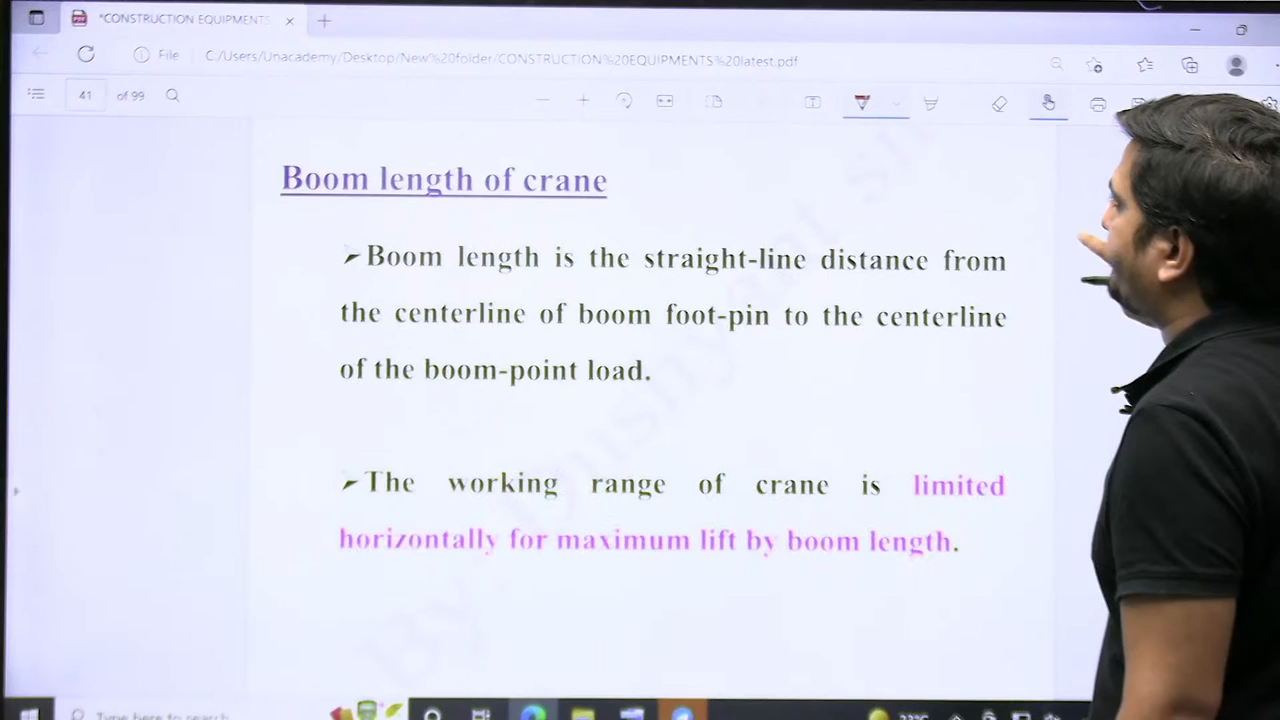 *CONSTRUCTION EQUIPMENTS
File C:/Users/Unacademy/Desktop/New%20folder/CONSTRUCTION%20EQUIPMENTS%20latest.pdf
41 of 99
Boom length of crane
➢Boom length is the straight-line distance from
the centerline of boom foot-pin to the centerline
of the boom-point load.
➢The working range of crane is limited
horizontally for maximum lift by boom length.
Type here to search